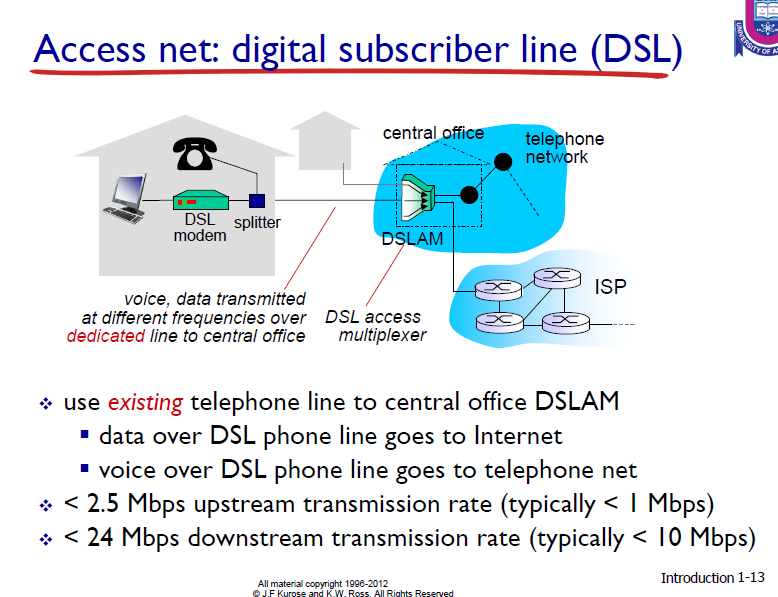 Access net: digital subscriber line (DSL)
UNIVERSITY OF
central office
telephone
network
DSL
modem
splitter
DSLAM
ISP
voice, data transmitted
at different frequencies over
dedicated line to central office
DSL access
multiplexer
❖ use existing telephone line to central office DSLAM
▪ data over DSL phone line goes to Internet
▪ voice over DSL phone line goes to telephone net
❖ < 2.5 Mbps upstream transmission rate (typically < 1 Mbps)
❖ < 24 Mbps downstream transmission rate (typically < 10 Mbps)
Introduction 1-13
All material copyright 1996-2012
© J.F Kurose and K.W. Ross, All Rights Reserved